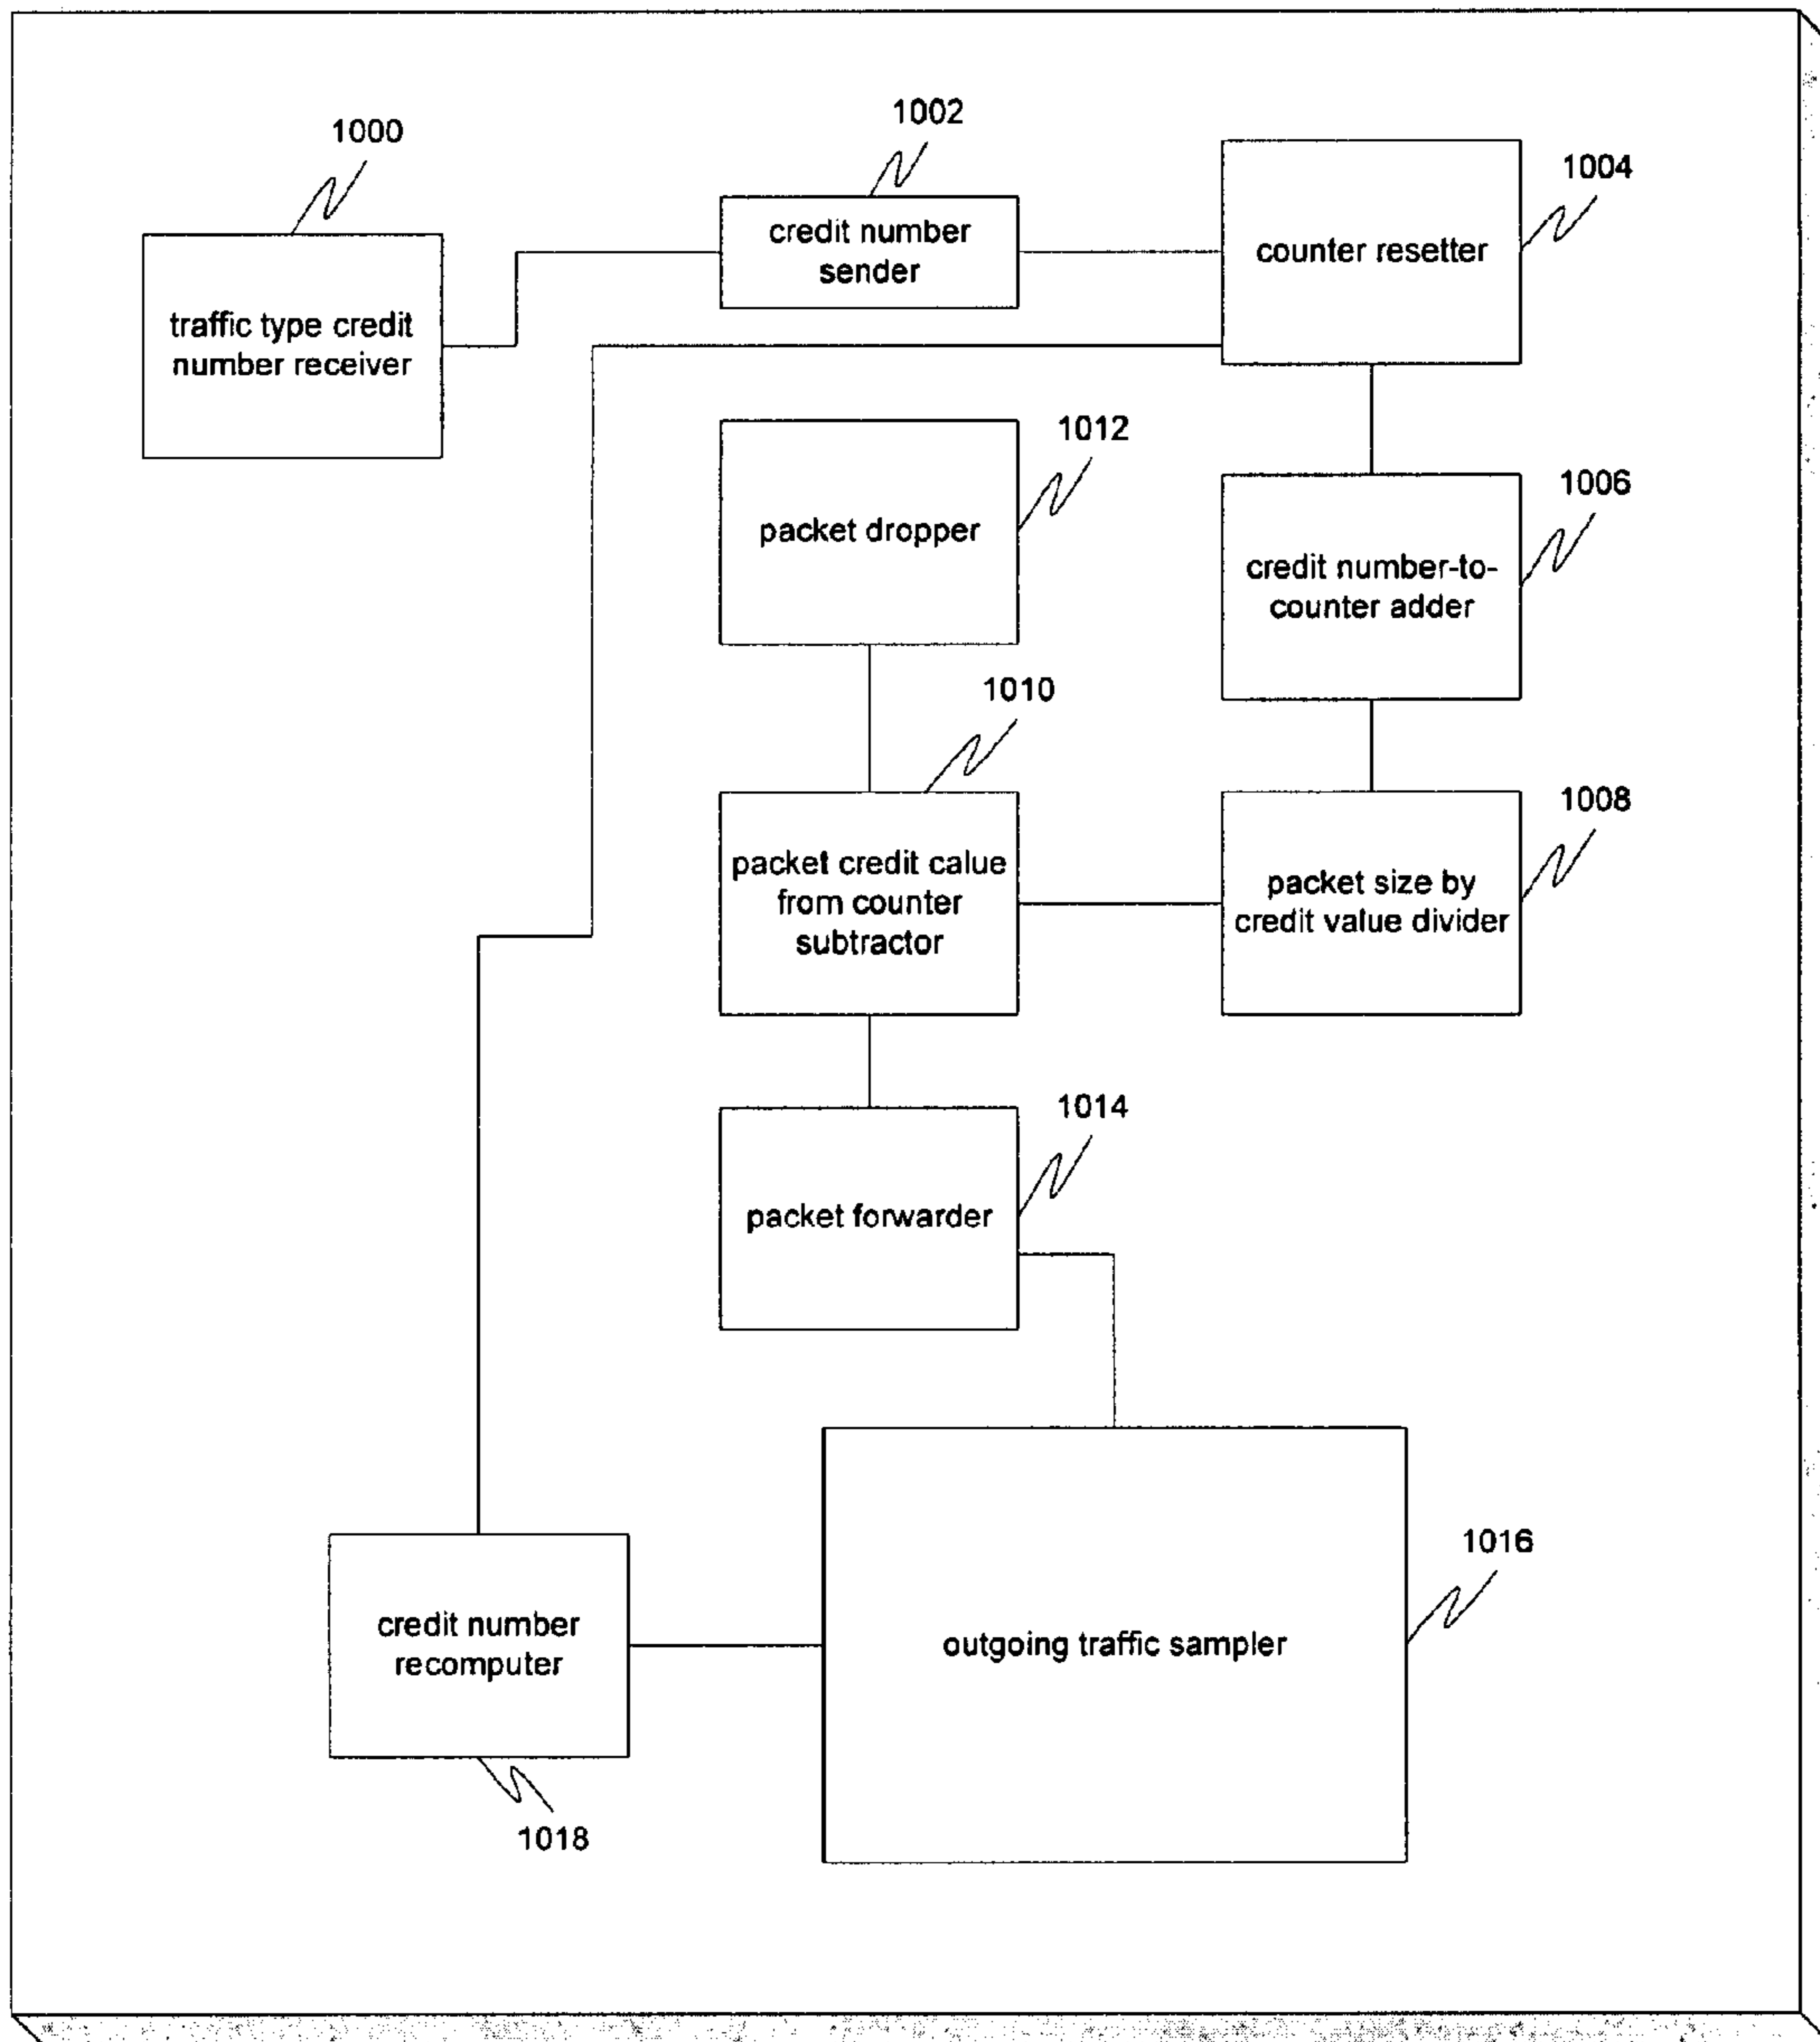 1000
1002
1004
traffic type credit
number receiver
credit number
sender
counter resetter
1012
packet dropper
1006
credit number-to-
counter adder
1010
packet credit calue
from counter
subtractor
1008
packet size by
credit value divider
1014
packet forwarder
1016
outgoing traffic sampler
credit number
recomputer
1018